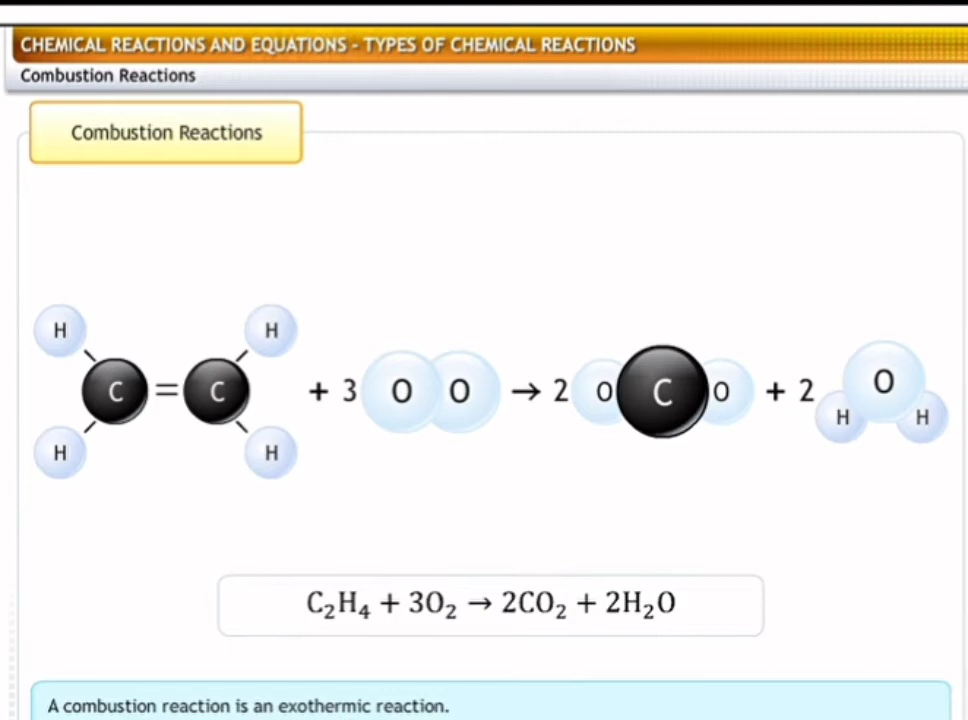 CHEMICAL REACTIONS AND EQUATIONS - TYPES OF CHEMICAL REACTIONS
Combustion Reactions
Combustion Reactions
H H
C = C + 3 O O → 2 O C O + 2 O H H
H H
C₂H₄ + 3O₂ → 2CO₂ + 2H₂O
A combustion reaction is an exothermic reaction.